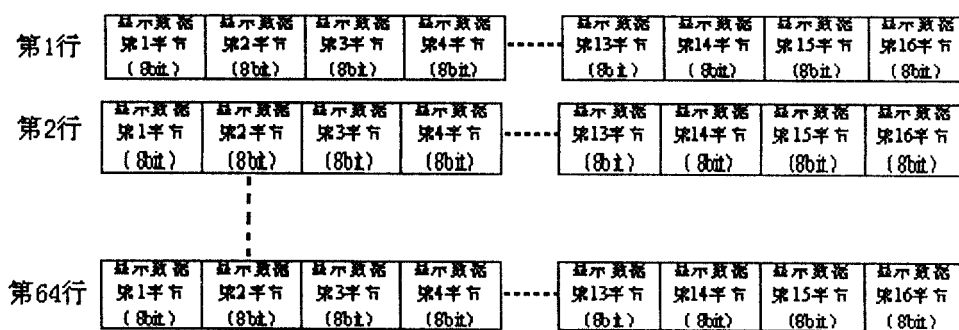 第1行
显示数据
第1字节
(8bit)
显示数据
第2字节
(8bit)
显示数据
第3字节
(8bit)
显示数据
第4字节
(8bit)
显示数据
第13字节
(8bit)
显示数据
第14字节
(8bit)
显示数据
第15字节
(8bit)
显示数据
第16字节
(8bit)
第2行
显示数据
第1字节
(8bit)
显示数据
第2字节
(8bit)
显示数据
第3字节
(8bit)
显示数据
第4字节
(8bit)
显示数据
第13字节
(8bit)
显示数据
第14字节
(8bit)
显示数据
第15字节
(8bit)
显示数据
第16字节
(8bit)
第64行
显示数据
第1字节
(8bit)
显示数据
第2字节
(8bit)
显示数据
第3字节
(8bit)
显示数据
第4字节
(8bit)
显示数据
第13字节
(8bit)
显示数据
第14字节
(8bit)
显示数据
第15字节
(8bit)
显示数据
第16字节
(8bit)